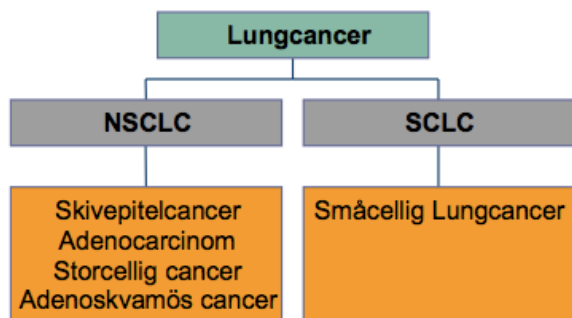 Lungcancer
NSCLC
SCLC
Skivepitelcancer
Adenocarcinom
Storcellig cancer
Adenoskvamös cancer
Småcellig Lungcancer